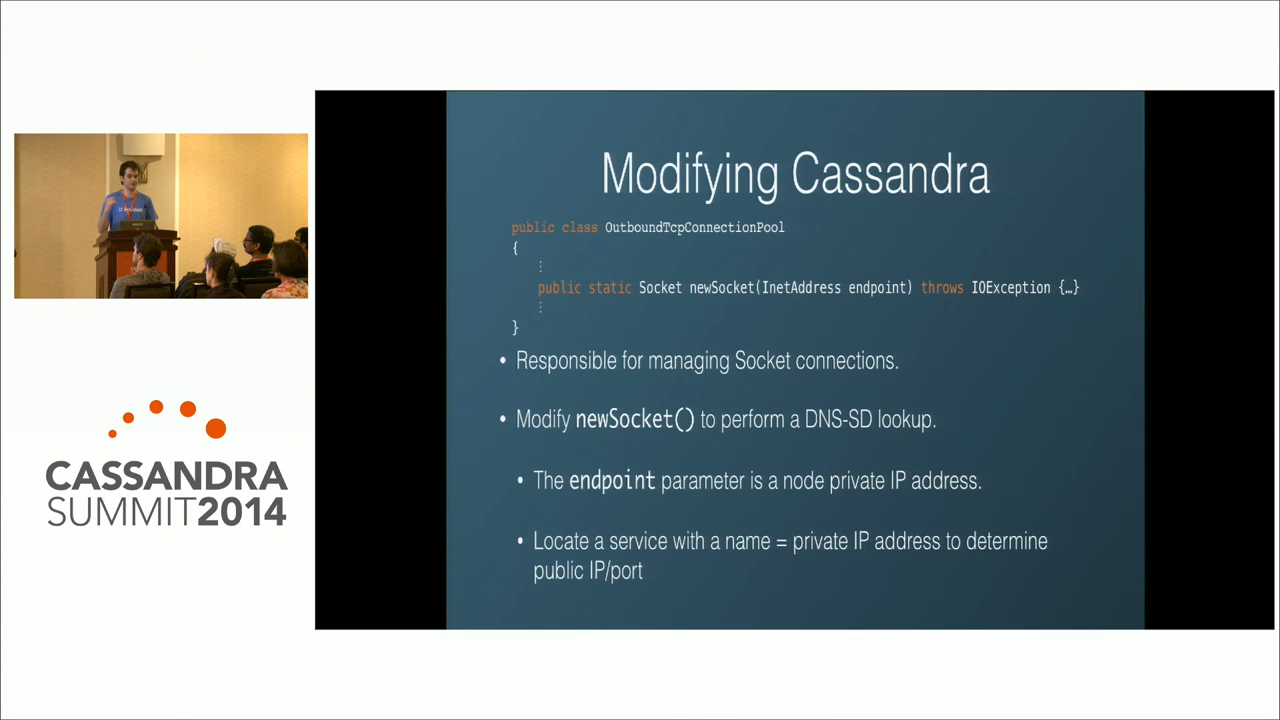 Modifying Cassandra
public class OutboundTcpConnectionPool
{
⋮
public static Socket newSocket(InetAddress endpoint) throws IOException {…}
⋮
}
• Responsible for managing Socket connections.
• Modify newSocket() to perform a DNS-SD lookup.
• The endpoint parameter is a node private IP address.
• Locate a service with a name = private IP address to determine
public IP/port
CASSANDRA
SUMMIT2014